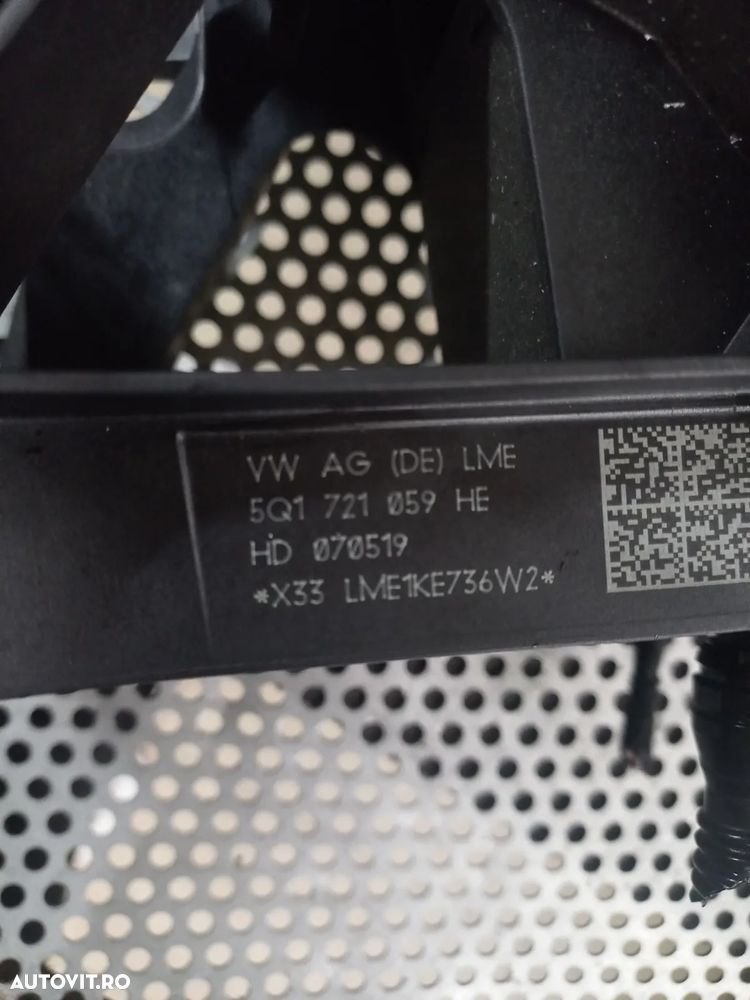 VW AG (DE) LME
5Q1 721 059 HE
HD 070519
*X33 LME1KE736W2*
AUTOVIT.RO